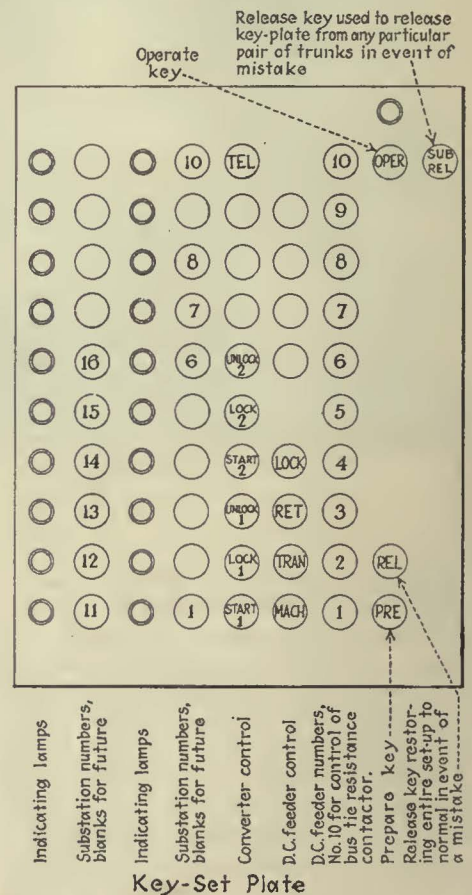 Release key used to release
key-plate from any particular
pair of trunks in event of
mistake
Operate
key
10 TEL 10 OPER SUB REL
9
8 8
7 7
16 6 UNLOCK 2 6
15 LOCK 2 5
14 START 2 LOCK 4
13 UNLOCK 1 RET 3
12 LOCK 1 TRAN 2 REL
11 1 START 1 MACH 1 PRE
Indicating lamps
Substation numbers,
blanks for future
Indicating lamps
Substation numbers,
blanks for future
Converter control
D.C. feeder control
D.C. feeder numbers,
No. 10 for control of
bus tie resistance
contactor.
Prepare key
Release key restor-
ing entire set-up to
normal in event of
a mistake
Key-Set Plate